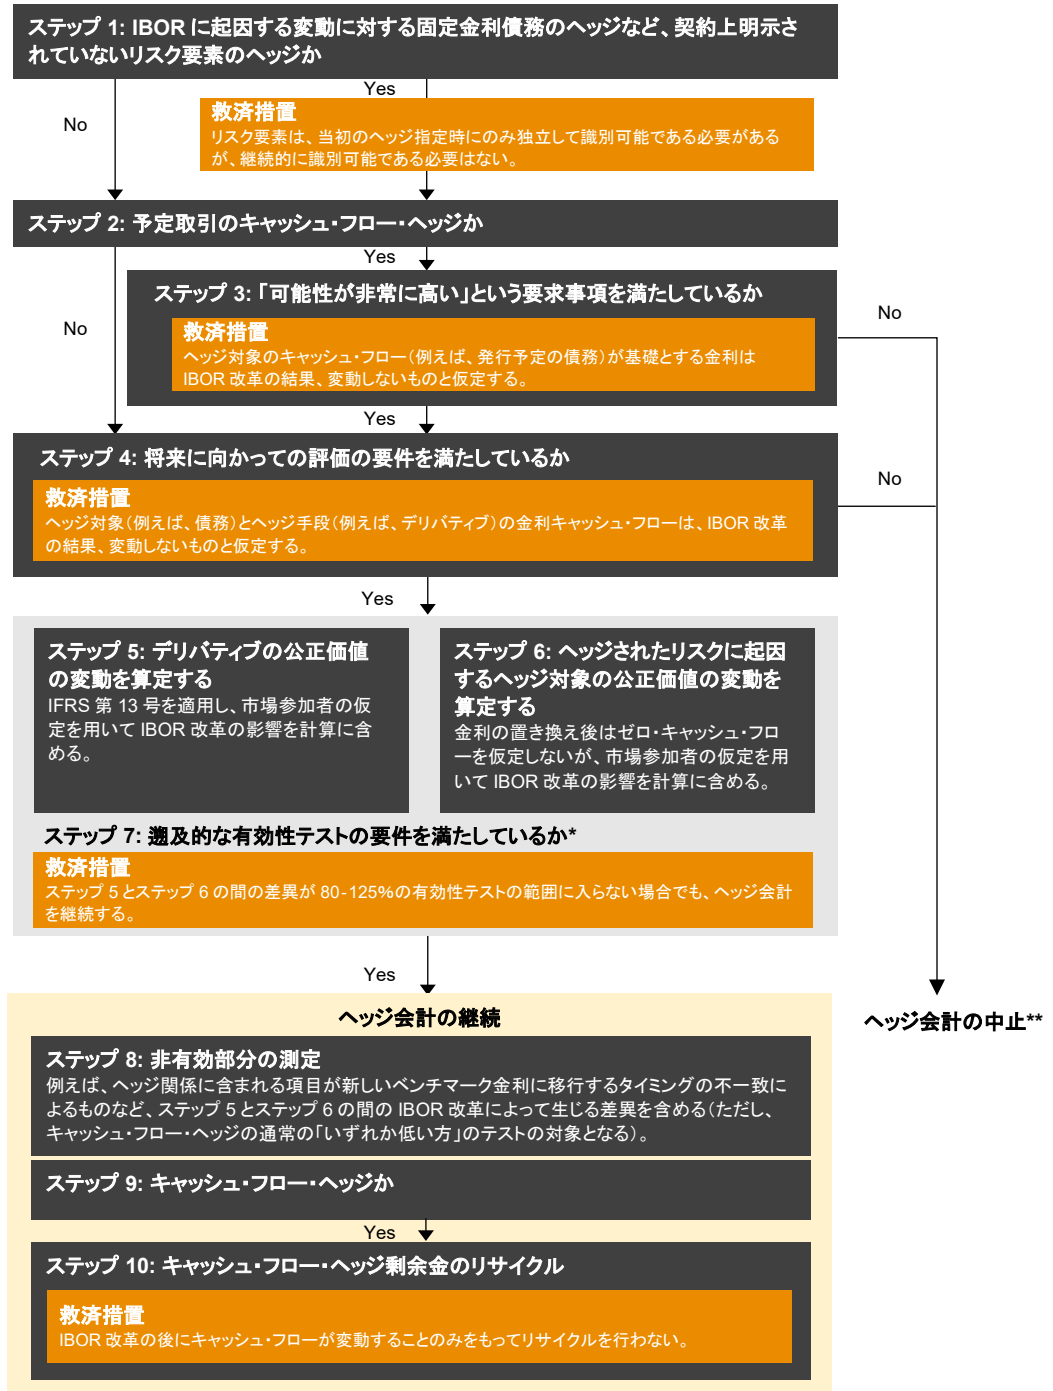 ステップ 1: IBOR に起因する変動に対する固定金利債務のヘッジなど、契約上明示さ
れていないリスク要素のヘッジか
Yes
No
救済措置
リスク要素は、当初のヘッジ指定時にのみ独立して識別可能である必要がある
が、継続的に識別可能である必要はない。
ステップ 2: 予定取引のキャッシュ・フロー・ヘッジか
Yes
No
ステップ 3: 「可能性が非常に高い」という要求事項を満たしているか
No
救済措置
ヘッジ対象のキャッシュ・フロー（例えば、発行予定の債務）が基礎とする金利は
IBOR 改革の結果、変動しないものと仮定する。
Yes
ステップ 4: 将来に向かっての評価の要件を満たしているか
No
救済措置
ヘッジ対象（例えば、債務）とヘッジ手段（例えば、デリバティブ）の金利キャッシュ・フローは、IBOR 改革
の結果、変動しないものと仮定する。
Yes
ステップ 5: デリバティブの公正価値
の変動を算定する
IFRS 第 13 号を適用し、市場参加者の仮
定を用いて IBOR 改革の影響を計算に含
める。
ステップ 6: ヘッジされたリスクに起因
するヘッジ対象の公正価値の変動を
算定する
金利の置き換え後はゼロ・キャッシュ・フロ
ーを仮定しないが、市場参加者の仮定を用
いて IBOR 改革の影響を計算に含める。
ステップ 7: 遡及的な有効性テストの要件を満たしているか*
救済措置
ステップ 5 とステップ 6 の間の差異が 80-125%の有効性テストの範囲に入らない場合でも、ヘッジ会計
を継続する。
Yes
ヘッジ会計の継続
ヘッジ会計の中止**
ステップ 8: 非有効部分の測定
例えば、ヘッジ関係に含まれる項目が新しいベンチマーク金利に移行するタイミングの不一致に
よるものなど、ステップ 5 とステップ 6 の間の IBOR 改革によって生じる差異を含める（ただし、
キャッシュ・フロー・ヘッジの通常の「いずれか低い方」のテストの対象となる）。
ステップ 9: キャッシュ・フロー・ヘッジか
Yes
ステップ 10: キャッシュ・フロー・ヘッジ剰余金のリサイクル
救済措置
IBOR 改革の後にキャッシュ・フローが変動することのみをもってリサイクルを行わない。